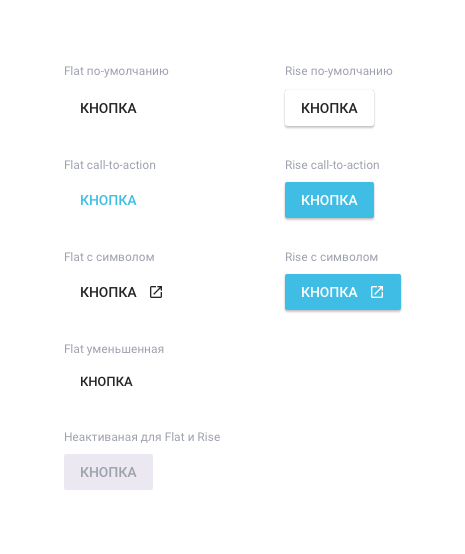 Flat по-умолчанию
Rise по-умолчанию
КНОПКА
КНОПКА
Flat call-to-action
Rise call-to-action
КНОПКА
КНОПКА
Flat с символом
Rise с символом
КНОПКА
КНОПКА
Flat уменьшенная
КНОПКА
Неактиваная для Flat и Rise
КНОПКА